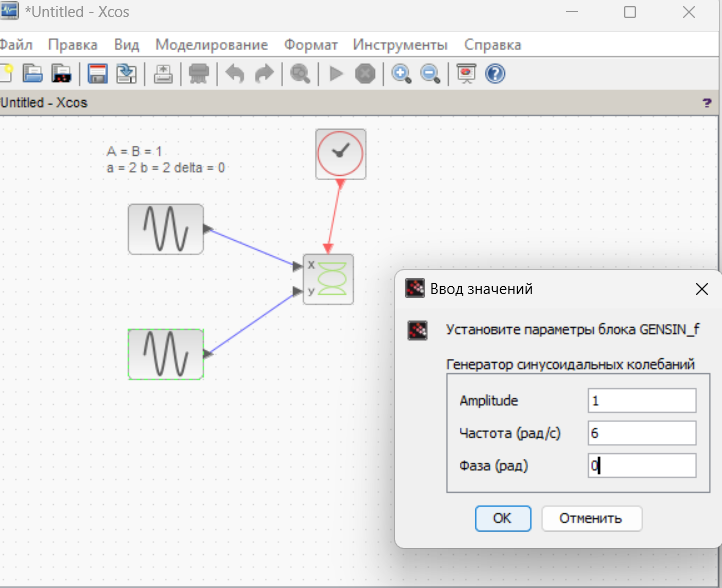 *Untitled - Xcos
Файл Правка Вид Моделирование Формат Инструменты Справка
Untitled - Xcos
?
A = B = 1
a = 2 b = 2 delta = 0
x
y
Ввод значений
Установите параметры блока GENSIN_f
Генератор синусоидальных колебаний
Amplitude 1
Частота (рад/с) 6
Фаза (рад) 0
OK Отменить